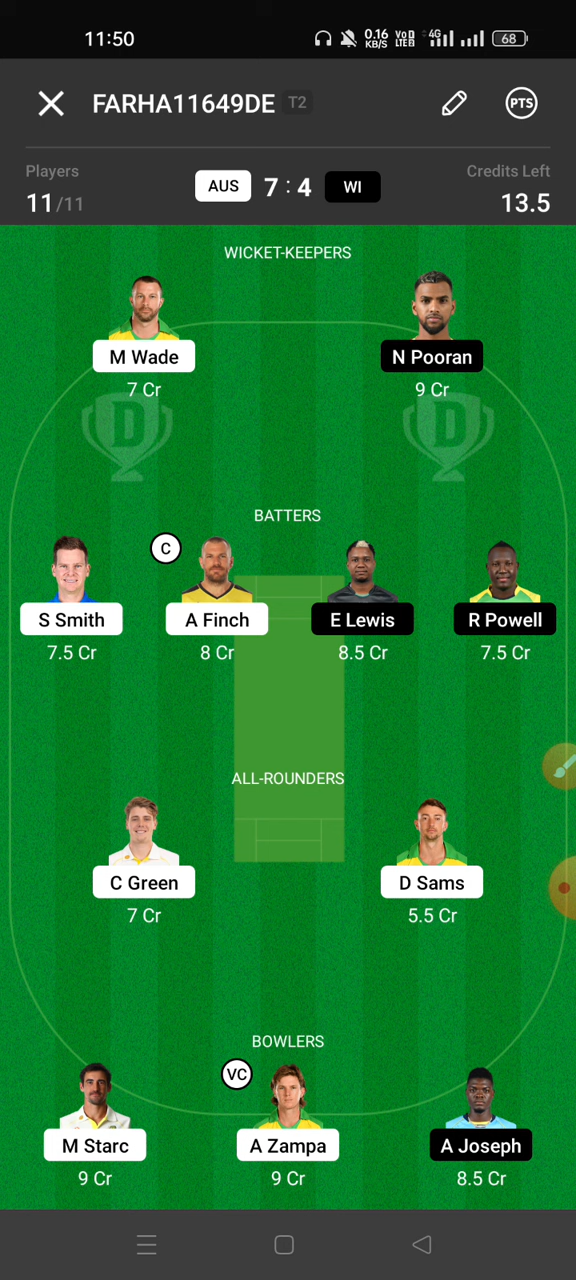 11:50
0.16 KB/S
Vo LTE 2
4G
68
FARHA11649DE T2
PTS
Players
Credits Left
11/11
AUS 7 : 4 WI
13.5
WICKET-KEEPERS
M Wade
N Pooran
7 Cr
9 Cr
D
D
BATTERS
C
S Smith
A Finch
E Lewis
R Powell
7.5 Cr
8 Cr
8.5 Cr
7.5 Cr
ALL-ROUNDERS
C Green
D Sams
7 Cr
5.5 Cr
BOWLERS
VC
M Starc
A Zampa
A Joseph
9 Cr
9 Cr
8.5 Cr